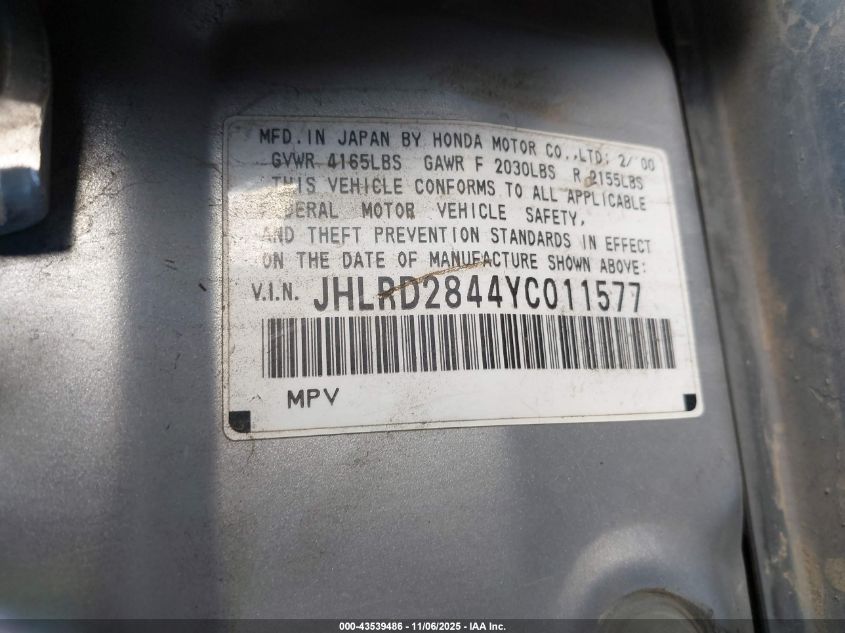 MFD. IN JAPAN BY HONDA MOTOR CO., LTD: 2/'00
GVWR 4165LBS GAWR F 2030LBS R 2155LBS
THIS VEHICLE CONFORMS TO ALL APPLICABLE
DERAL MOTOR VEHICLE SAFETY,
AND THEFT PREVENTION STANDARDS IN EFFECT
ON THE DATE OF MANUFACTURE SHOWN ABOVE:
V.I.N. JHLRD2844YC011577
MPV
000-43539486 - 11/06/2025 - IAA Inc.